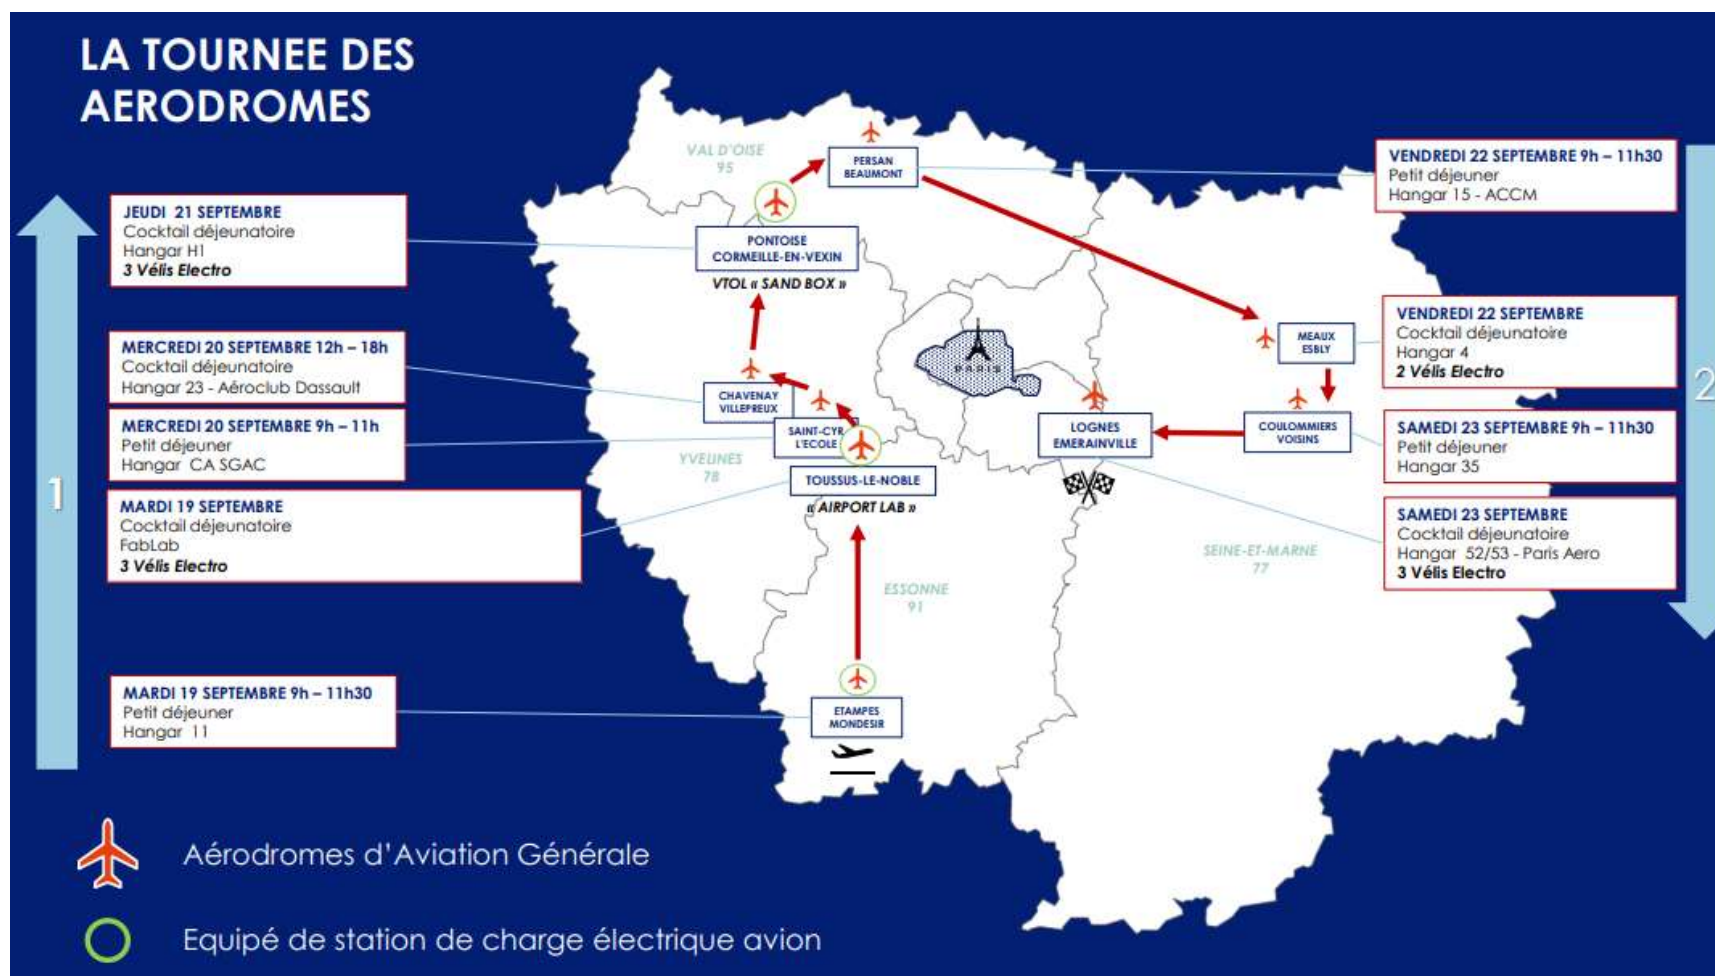 LA TOURNEE DES
AERODROMES
1
JEUDI 21 SEPTEMBRE
Cocktail déjeunatoire
Hangar H1
3 Vélis Electro
MERCREDI 20 SEPTEMBRE 12h – 18h
Cocktail déjeunatoire
Hangar 23 - Aéroclub Dassault
MERCREDI 20 SEPTEMBRE 9h – 11h
Petit déjeuner
Hangar CA SGAC
MARDI 19 SEPTEMBRE
Cocktail déjeunatoire
FabLab
3 Vélis Electro
MARDI 19 SEPTEMBRE 9h – 11h30
Petit déjeuner
Hangar 11
VAL D'OISE
95
PERSAN
BEAUMONT
PONTOISE
CORMEILLE-EN-VEXIN
VTOL « SAND BOX »
CHAVENAY
VILLEPREUX
SAINT-CYR
L'ECOLE
YVELINES
78
TOUSSUS-LE-NOBLE
« AIRPORT LAB »
ESSONNE
91
ETAMPES
MONDESIR
PARIS
MEAUX
ESBLY
LOGNES
EMERAINVILLE
COULOMMIERS
VOISINS
SEINE-ET-MARNE
77
VENDREDI 22 SEPTEMBRE 9h – 11h30
Petit déjeuner
Hangar 15 - ACCM
VENDREDI 22 SEPTEMBRE
Cocktail déjeunatoire
Hangar 4
2 Vélis Electro
SAMEDI 23 SEPTEMBRE 9h – 11h30
Petit déjeuner
Hangar 35
SAMEDI 23 SEPTEMBRE
Cocktail déjeunatoire
Hangar 52/53 - Paris Aero
3 Vélis Electro
2
Aérodromes d'Aviation Générale
Equipé de station de charge électrique avion